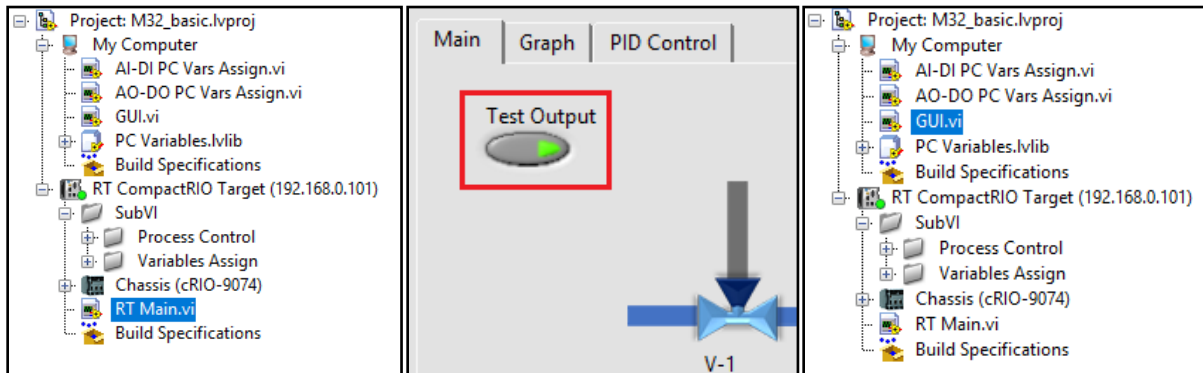 Project: M32_basic.lvproj
My Computer
AI-DI PC Vars Assign.vi
AO-DO PC Vars Assign.vi
GUI.vi
PC Variables.lvlib
Build Specifications
RT CompactRIO Target (192.168.0.101)
SubVI
Process Control
Variables Assign
Chassis (cRIO-9074)
RT Main.vi
Build Specifications
Main Graph PID Control
Test Output
V-1
Project: M32_basic.lvproj
My Computer
AI-DI PC Vars Assign.vi
AO-DO PC Vars Assign.vi
GUI.vi
PC Variables.lvlib
Build Specifications
RT CompactRIO Target (192.168.0.101)
SubVI
Process Control
Variables Assign
Chassis (cRIO-9074)
RT Main.vi
Build Specifications